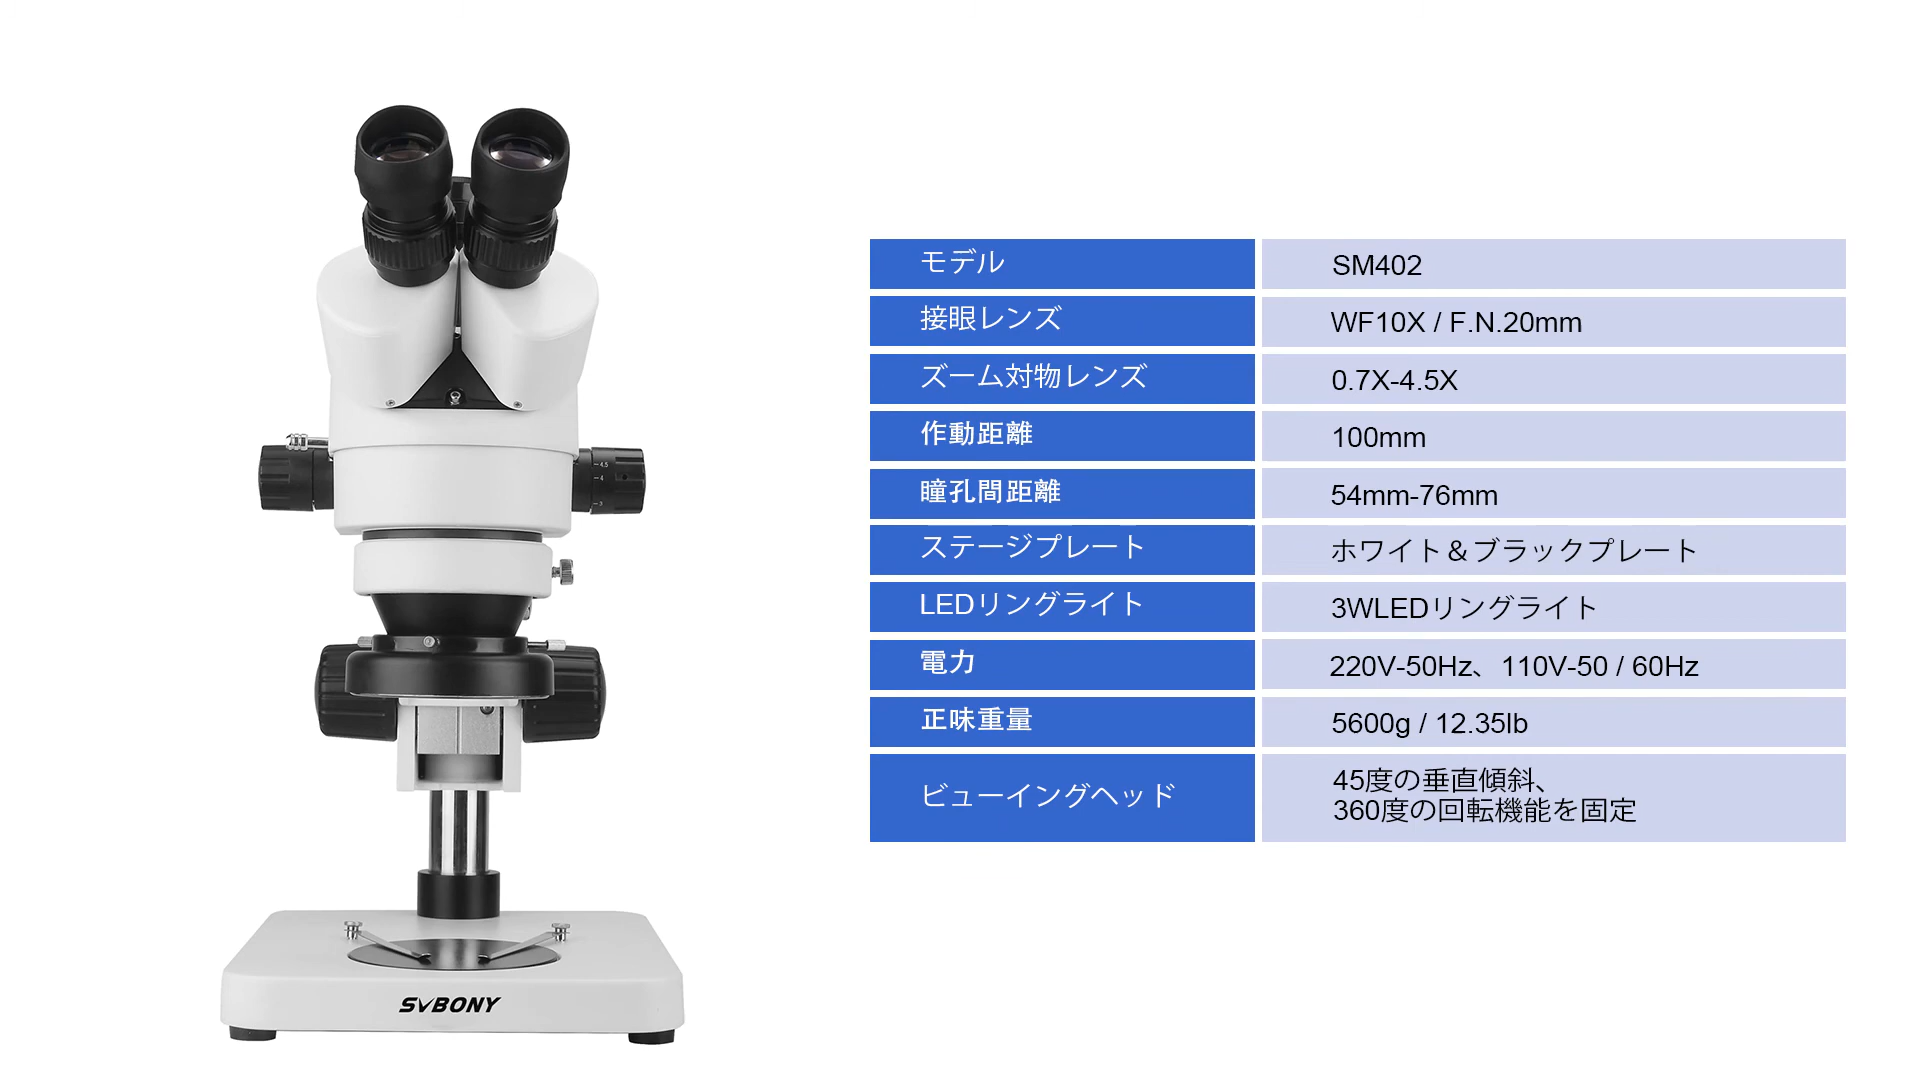 モデル
SM402
接眼レンズ
WF10X / F.N.20mm
ズーム対物レンズ
0.7X-4.5X
作動距離
100mm
瞳孔間距離
54mm-76mm
ステージプレート
ホワイト＆ブラックプレート
LEDリングライト
3WLEDリングライト
電力
220V-50Hz、110V-50 / 60Hz
正味重量
5600g / 12.35lb
ビューイングヘッド
45度の垂直傾斜、
360度の回転機能を固定
4.5
4
3
SVBONY